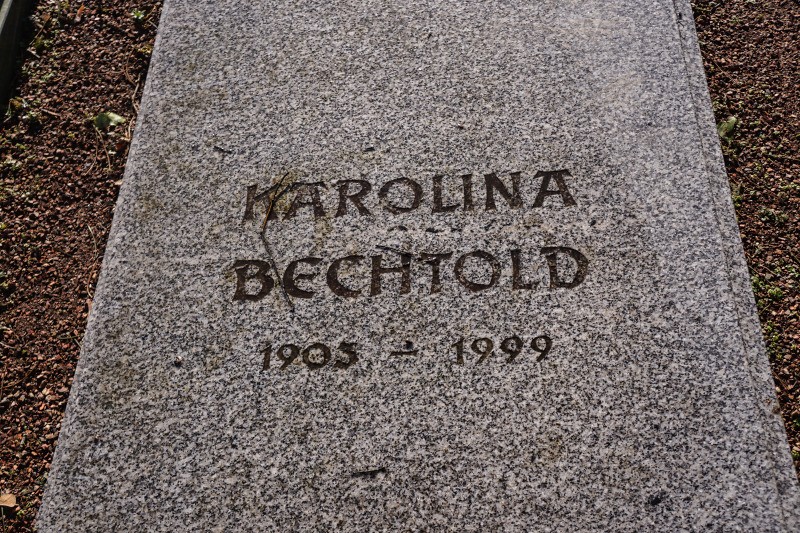 KAROLINA
BECHTOLD
1905 – 1999